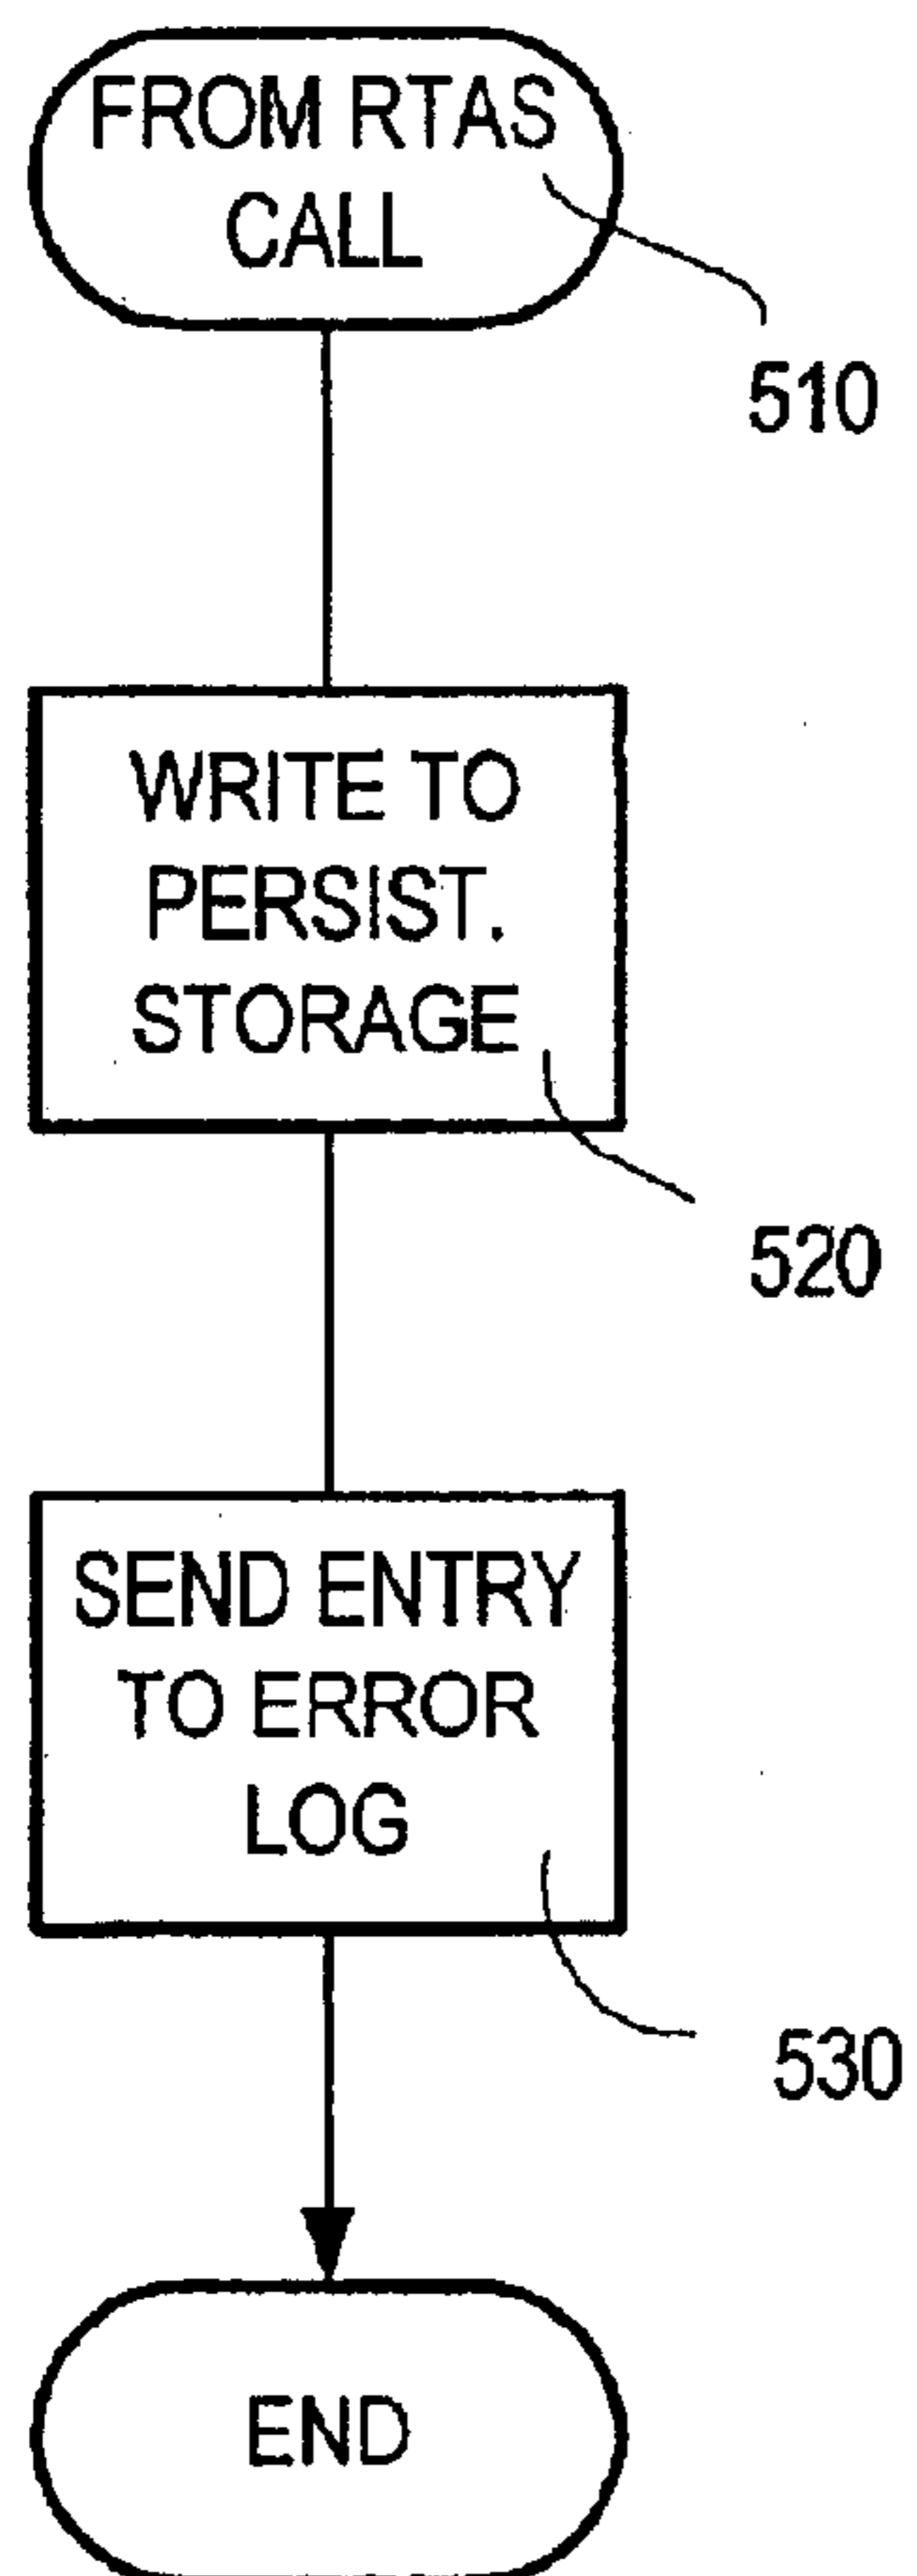 FROM RTAS
CALL
510
WRITE TO
PERSIST.
STORAGE
520
SEND ENTRY
TO ERROR
LOG
530
END